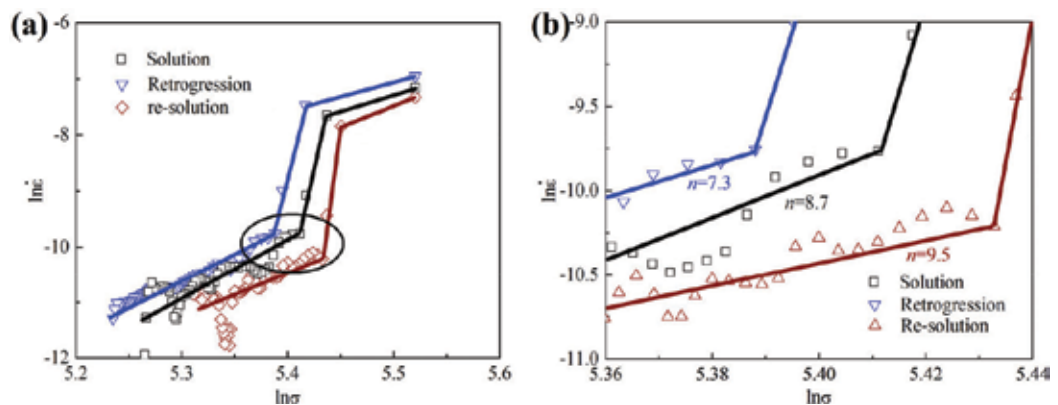 (a)
-6
-8
-10
-12
lnε̇
Solution
Retrogression
re-solution
5.2 5.3 5.4 5.5 5.6
lnσ
(b)
-9.0
-9.5
-10.0
-10.5
-11.0
lnε̇
n=7.3
n=8.7
n=9.5
Solution
Retrogression
Re-solution
5.36 5.38 5.40 5.42 5.44
lnσ